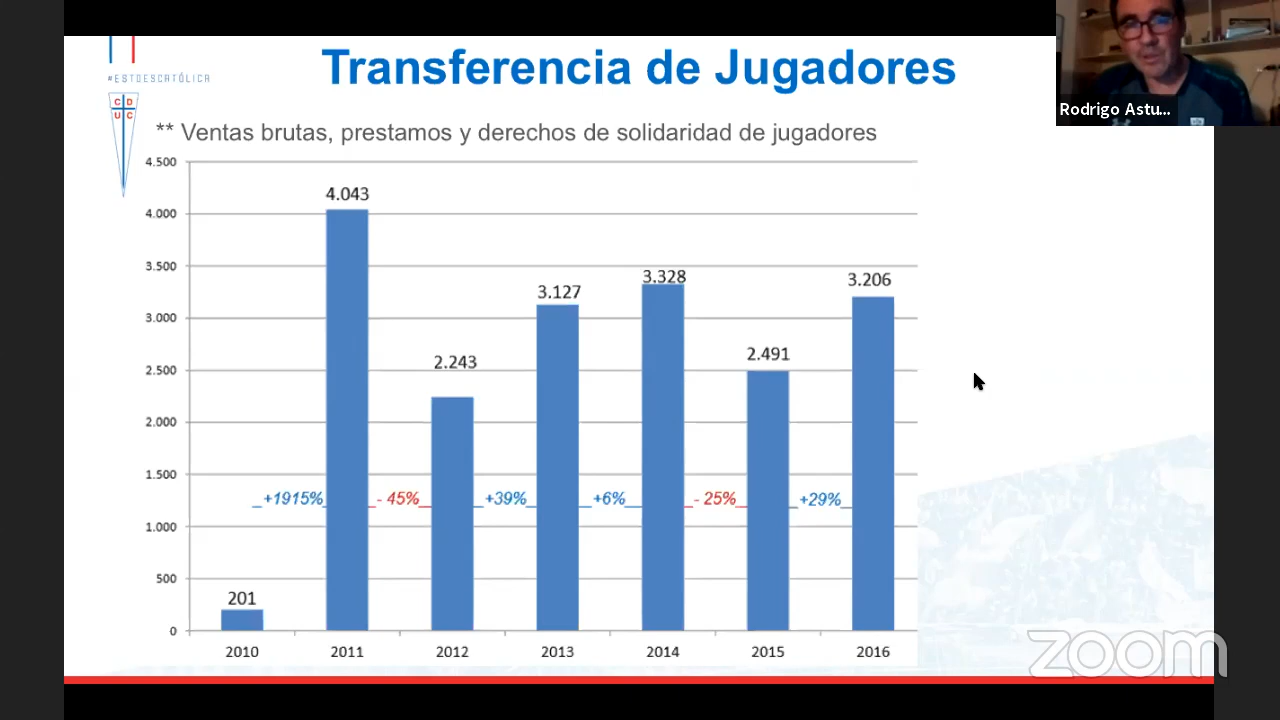 Transferencia de Jugadores
Rodrigo Astu...
#ESTOESCATÓLICA
C D
U C
** Ventas brutas, prestamos y derechos de solidaridad de jugadores
4.500
4.000
3.500
3.000
2.500
2.000
1.500
1.000
500
0
201
4.043
2.243
3.127
3.328
2.491
3.206
+1915%
- 45%
+39%
+6%
- 25%
+29%
2010 2011 2012 2013 2014 2015 2016
zoom